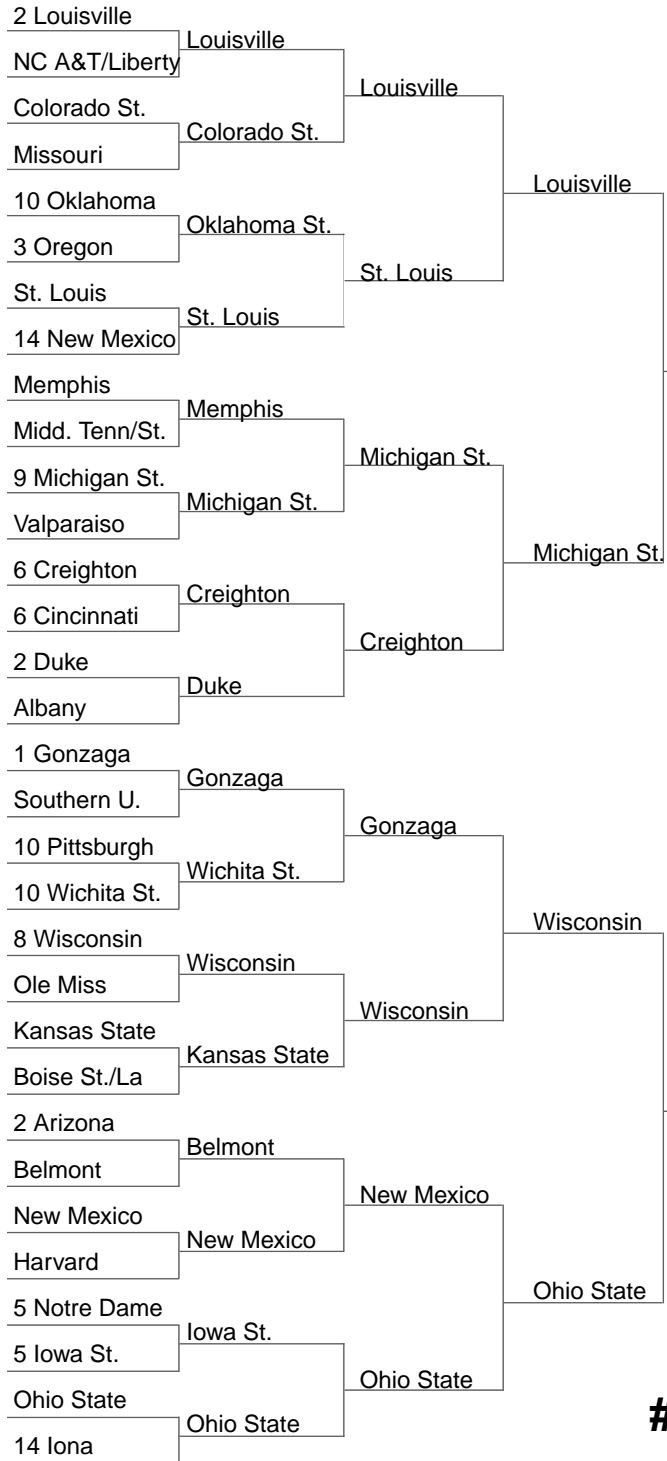 2 Louisville
Louisville
NC A&T/Liberty
Louisville
Colorado St.
Colorado St.
Missouri
Louisville
10 Oklahoma
Oklahoma St.
3 Oregon
St. Louis
St. Louis
St. Louis
14 New Mexico
Memphis
Memphis
Midd. Tenn/St.
Michigan St.
9 Michigan St.
Michigan St.
Valparaiso
Michigan St.
6 Creighton
Creighton
6 Cincinnati
Creighton
2 Duke
Duke
Albany
1 Gonzaga
Gonzaga
Southern U.
Gonzaga
10 Pittsburgh
Wichita St.
10 Wichita St.
Wisconsin
8 Wisconsin
Wisconsin
Ole Miss
Wisconsin
Kansas State
Kansas State
Boise St./La
2 Arizona
Belmont
Belmont
New Mexico
New Mexico
New Mexico
Harvard
Ohio State
5 Notre Dame
Iowa St.
5 Iowa St.
Ohio State
Ohio State
Ohio State
14 Iona
#